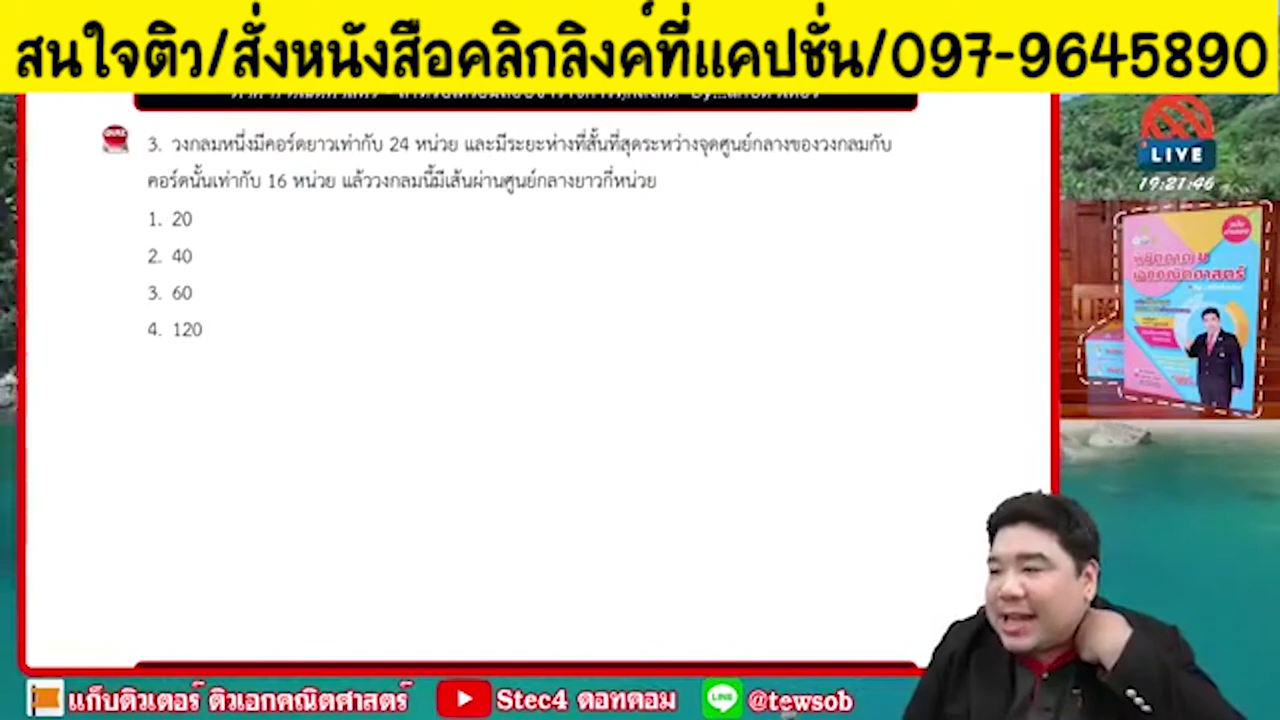 สนใจติว/สั่งหนังสือคลิกลิงค์ที่แคปชั่น/097-9645890
3. วงกลมหนึ่งมีคอร์ดยาวเท่ากับ 24 หน่วย และมีระยะห่างที่สั้นที่สุดระหว่างจุดศูนย์กลางของวงกลมกับ
คอร์ดนั้นเท่ากับ 16 หน่วย แล้ววงกลมนี้มีเส้นผ่านศูนย์กลางยาวกี่หน่วย
1. 20
2. 40
3. 60
4. 120
LIVE
19:21:46
แก๊บติวเตอร์ ติวเอกคณิตศาสตร์
Stec4 ดอทคอม
LINE
@tewsob